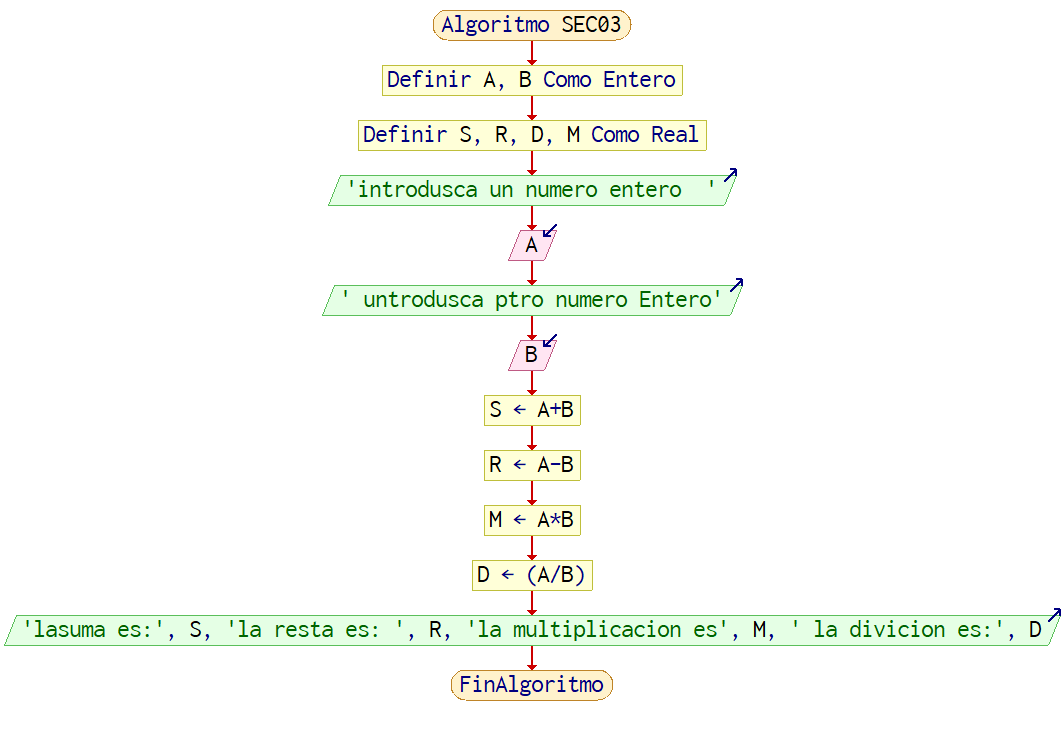 Algoritmo SEC03
Definir A, B Como Entero
Definir S, R, D, M Como Real
'introdusca un numero entero  '
A
' untrodusca ptro numero Entero'
B
S ← A+B
R ← A-B
M ← A*B
D ← (A/B)
'lasuma es:', S, 'la resta es: ', R, 'la multiplicacion es', M, ' la divicion es:', D
FinAlgoritmo